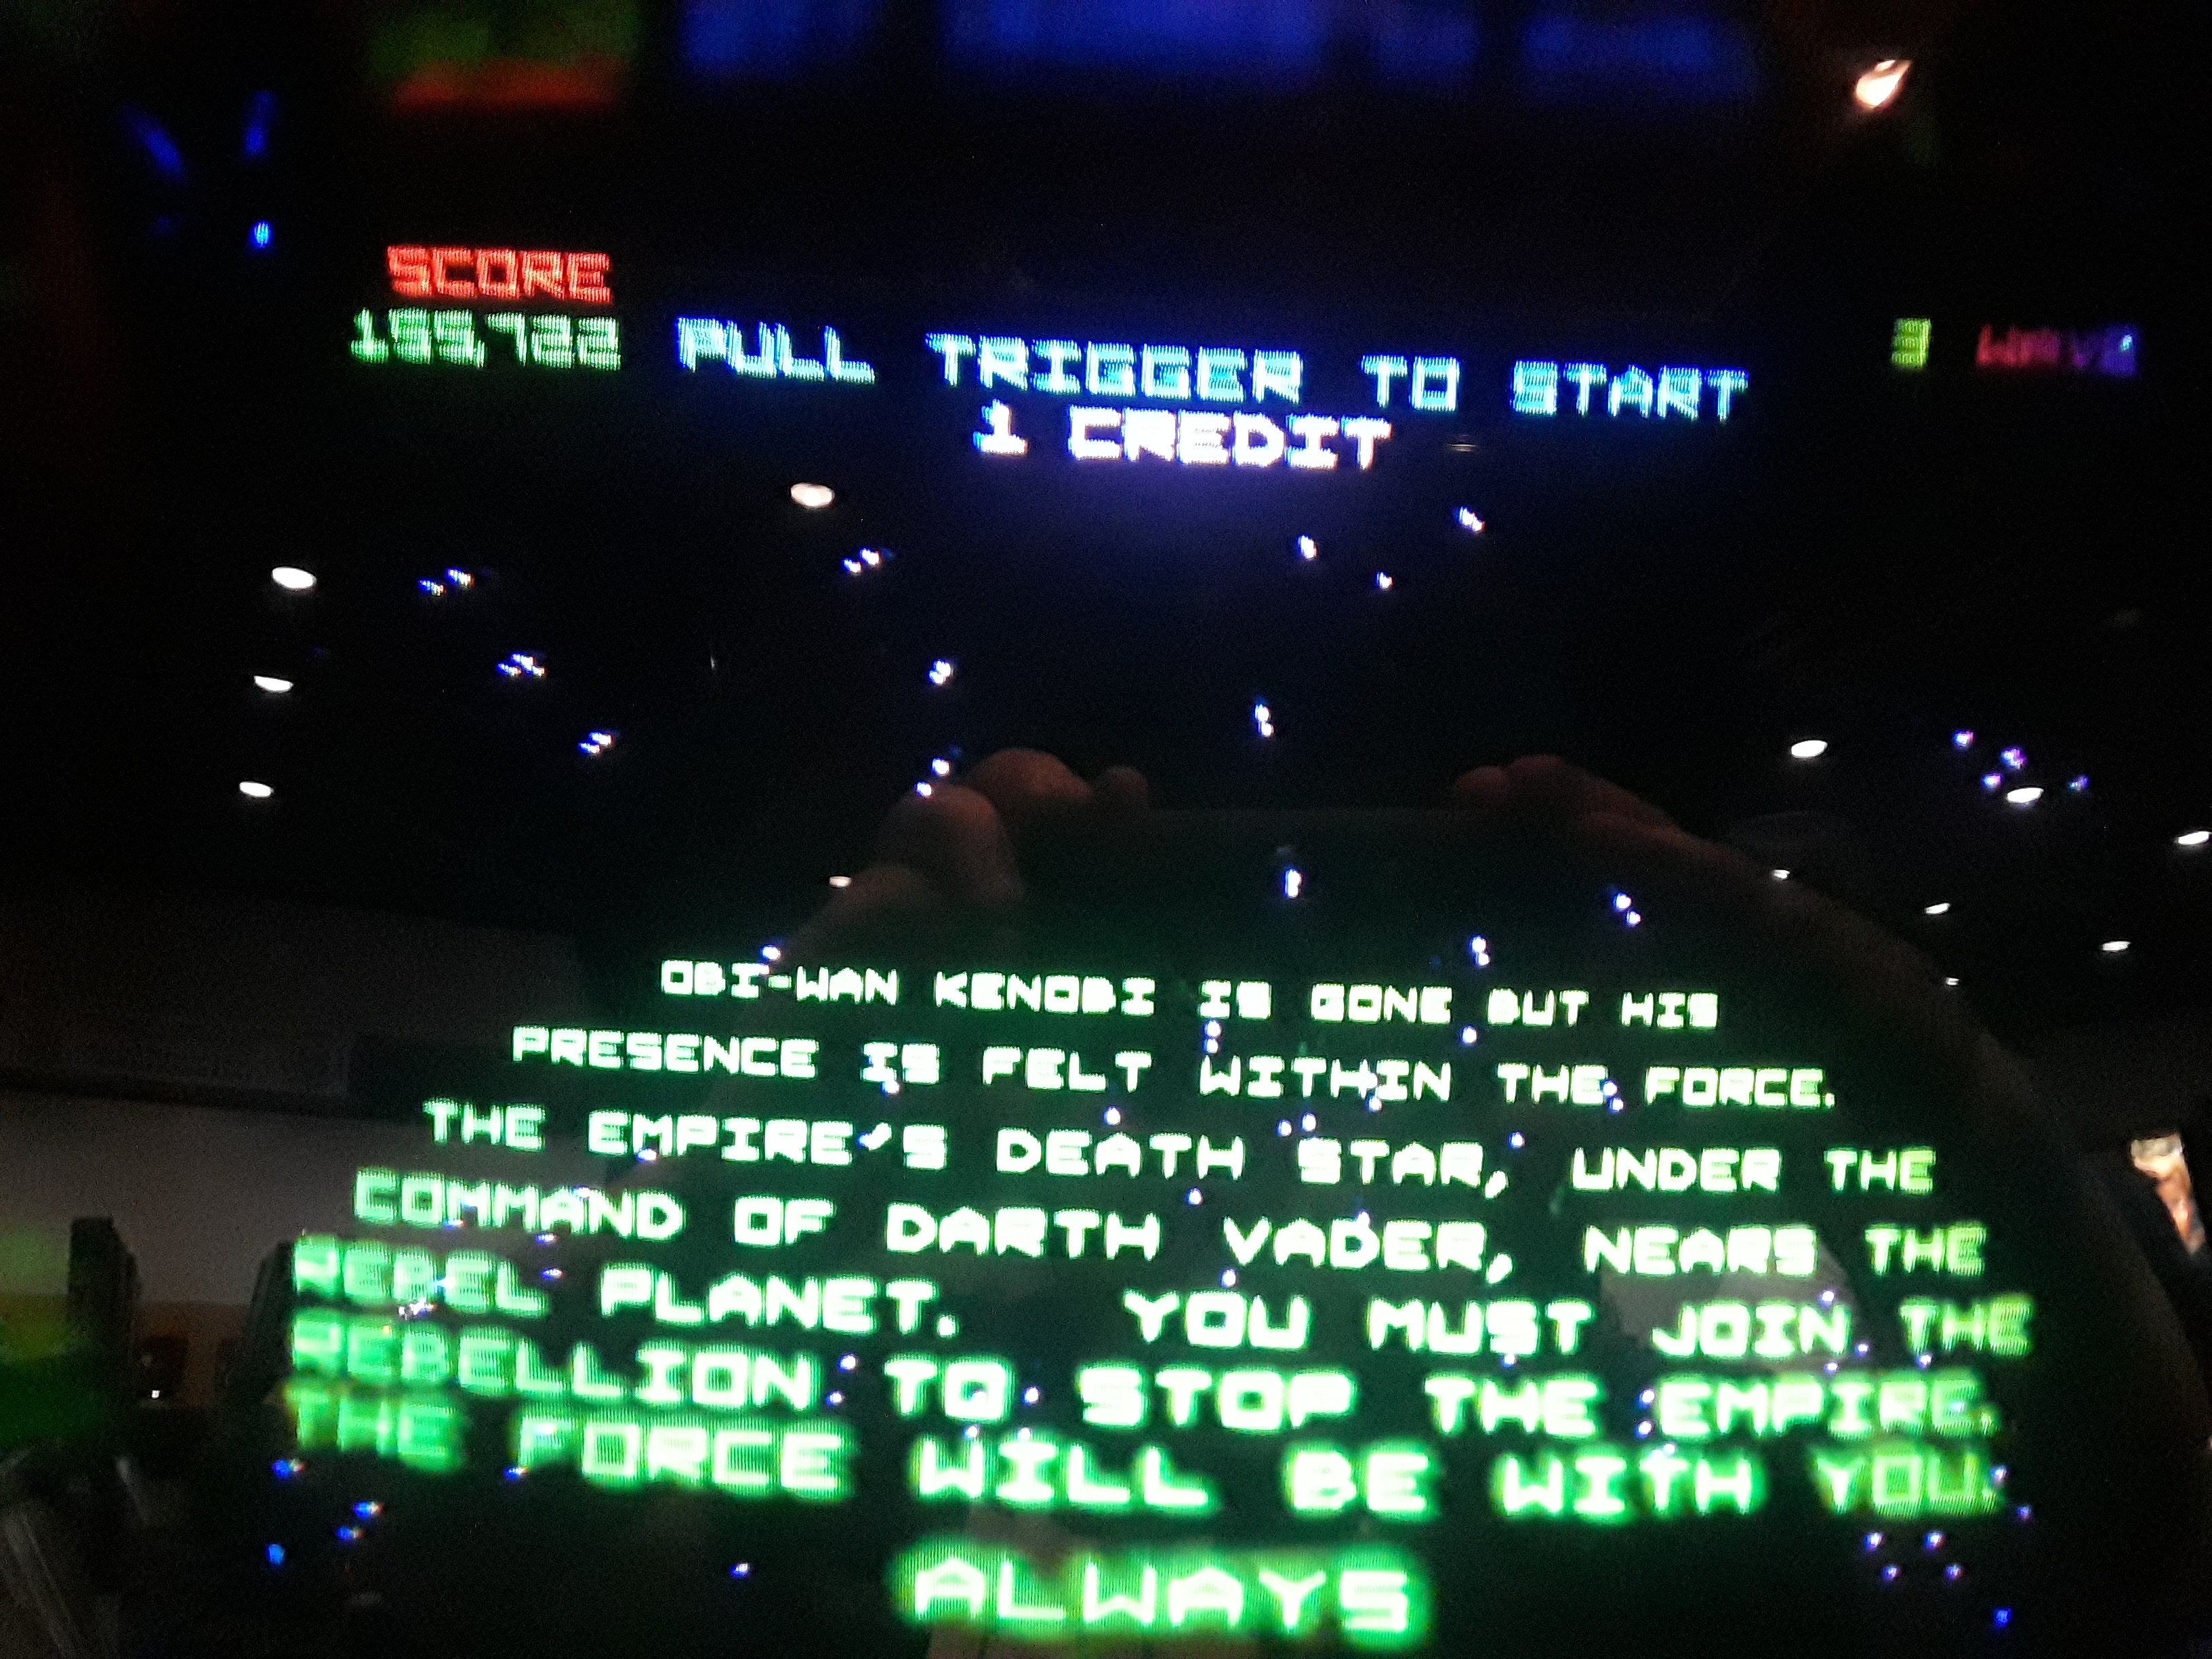 SCORE
PULL TRIGGER TO START
3 WAVE
1 CREDIT
OBI-WAN KENOBI IS GONE BUT HIS
PRESENCE IS FELT WITHIN THE FORCE.
THE EMPIRE'S DEATH STAR, UNDER THE
COMMAND OF DARTH VADER, NEARS THE
REBEL PLANET. YOU MUST JOIN THE
REBELLION TO STOP THE EMPIRE.
THE FORCE WILL BE WITH YOU.
ALWAYS